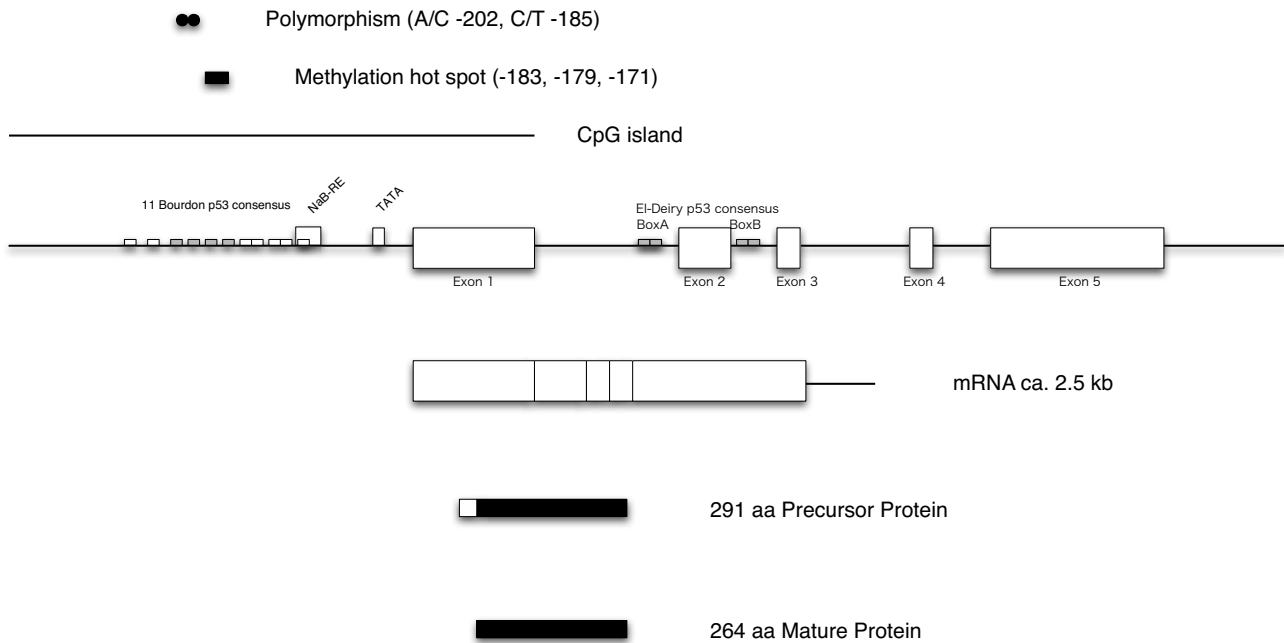 Polymorphism (A/C -202, C/T -185)
Methylation hot spot (-183, -179, -171)
CpG island
11 Bourdon p53 consensus
NaB-RE
TATA
El-Deiry p53 consensus
BoxA
BoxB
Exon 1
Exon 2
Exon 3
Exon 4
Exon 5
mRNA ca. 2.5 kb
291 aa Precursor Protein
264 aa Mature Protein